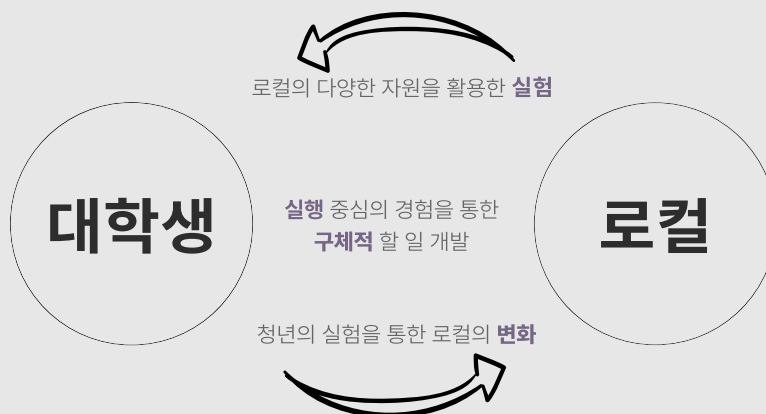 로컬의 다양한 자원을 활용한 실험
대학생
실행 중심의 경험을 통한
구체적 할 일 개발
로컬
청년의 실험을 통한 로컬의 변화